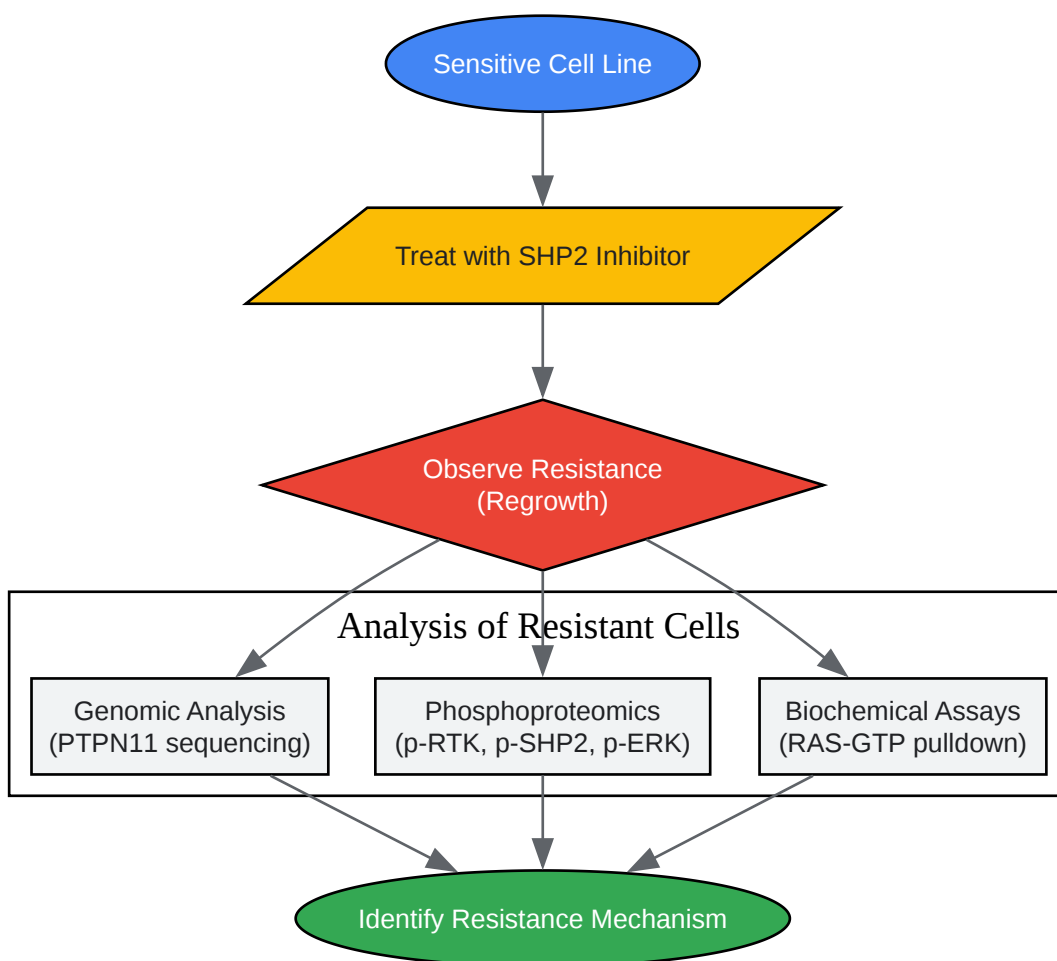 Sensitive Cell Line
Treat with SHP2 Inhibitor
Observe Resistance
(Regrowth)
Analysis of Resistant Cells
Genomic Analysis
(PTPN11 sequencing)
Phosphoproteomics
(p-RTK, p-SHP2, p-ERK)
Biochemical Assays
(RAS-GTP pulldown)
Identify Resistance Mechanism